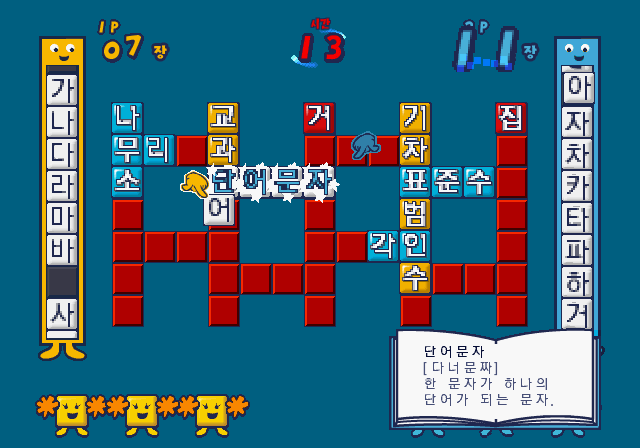 1P
07 장
시간
13
2P
11 장
가
나
다
라
마
바
사
아
자
차
카
타
파
하
거
나 교 거 기 집
무 리 과 차
소 단 어 문 자 표 준 수
어 범
각 인
수
단어문자
[다너문짜]
한 문자가 하나의
단어가 되는 문자.